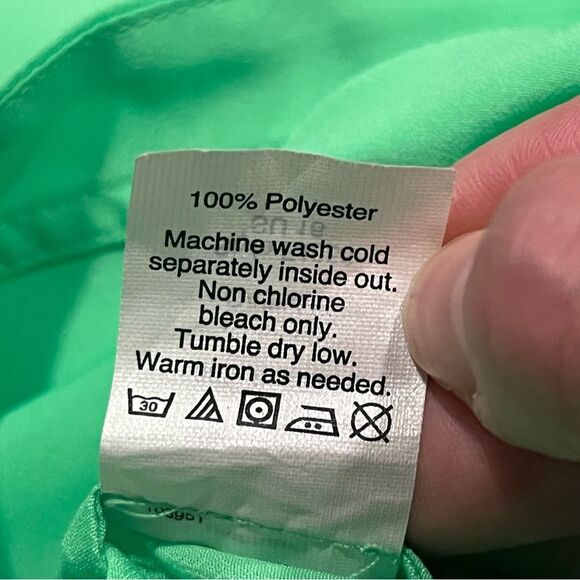 100% Polyester
Machine wash cold
separately inside out.
Non chlorine
bleach only.
Tumble dry low.
Warm iron as needed.
30